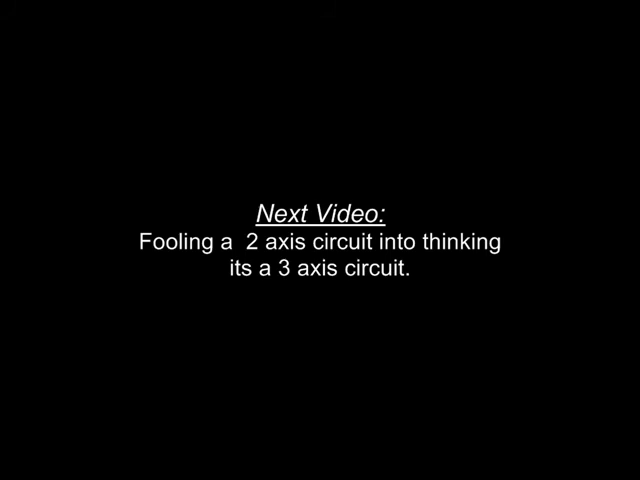 Next Video:
Fooling a  2 axis circuit into thinking
its a 3 axis circuit.